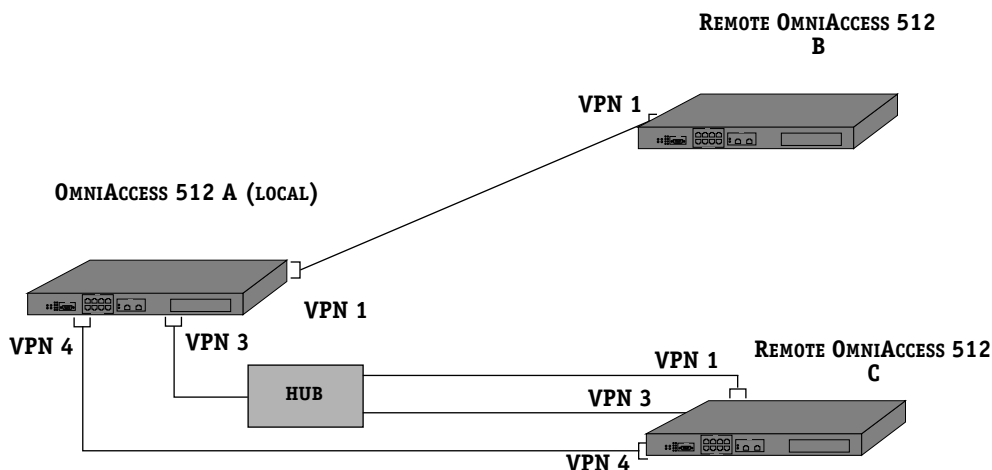 REMOTE OMNIACCESS 512
B
VPN 1
OMNIACCESS 512 A (LOCAL)
VPN 1
VPN 4
VPN 3
REMOTE OMNIACCESS 512
C
VPN 1
HUB
VPN 3
VPN 4